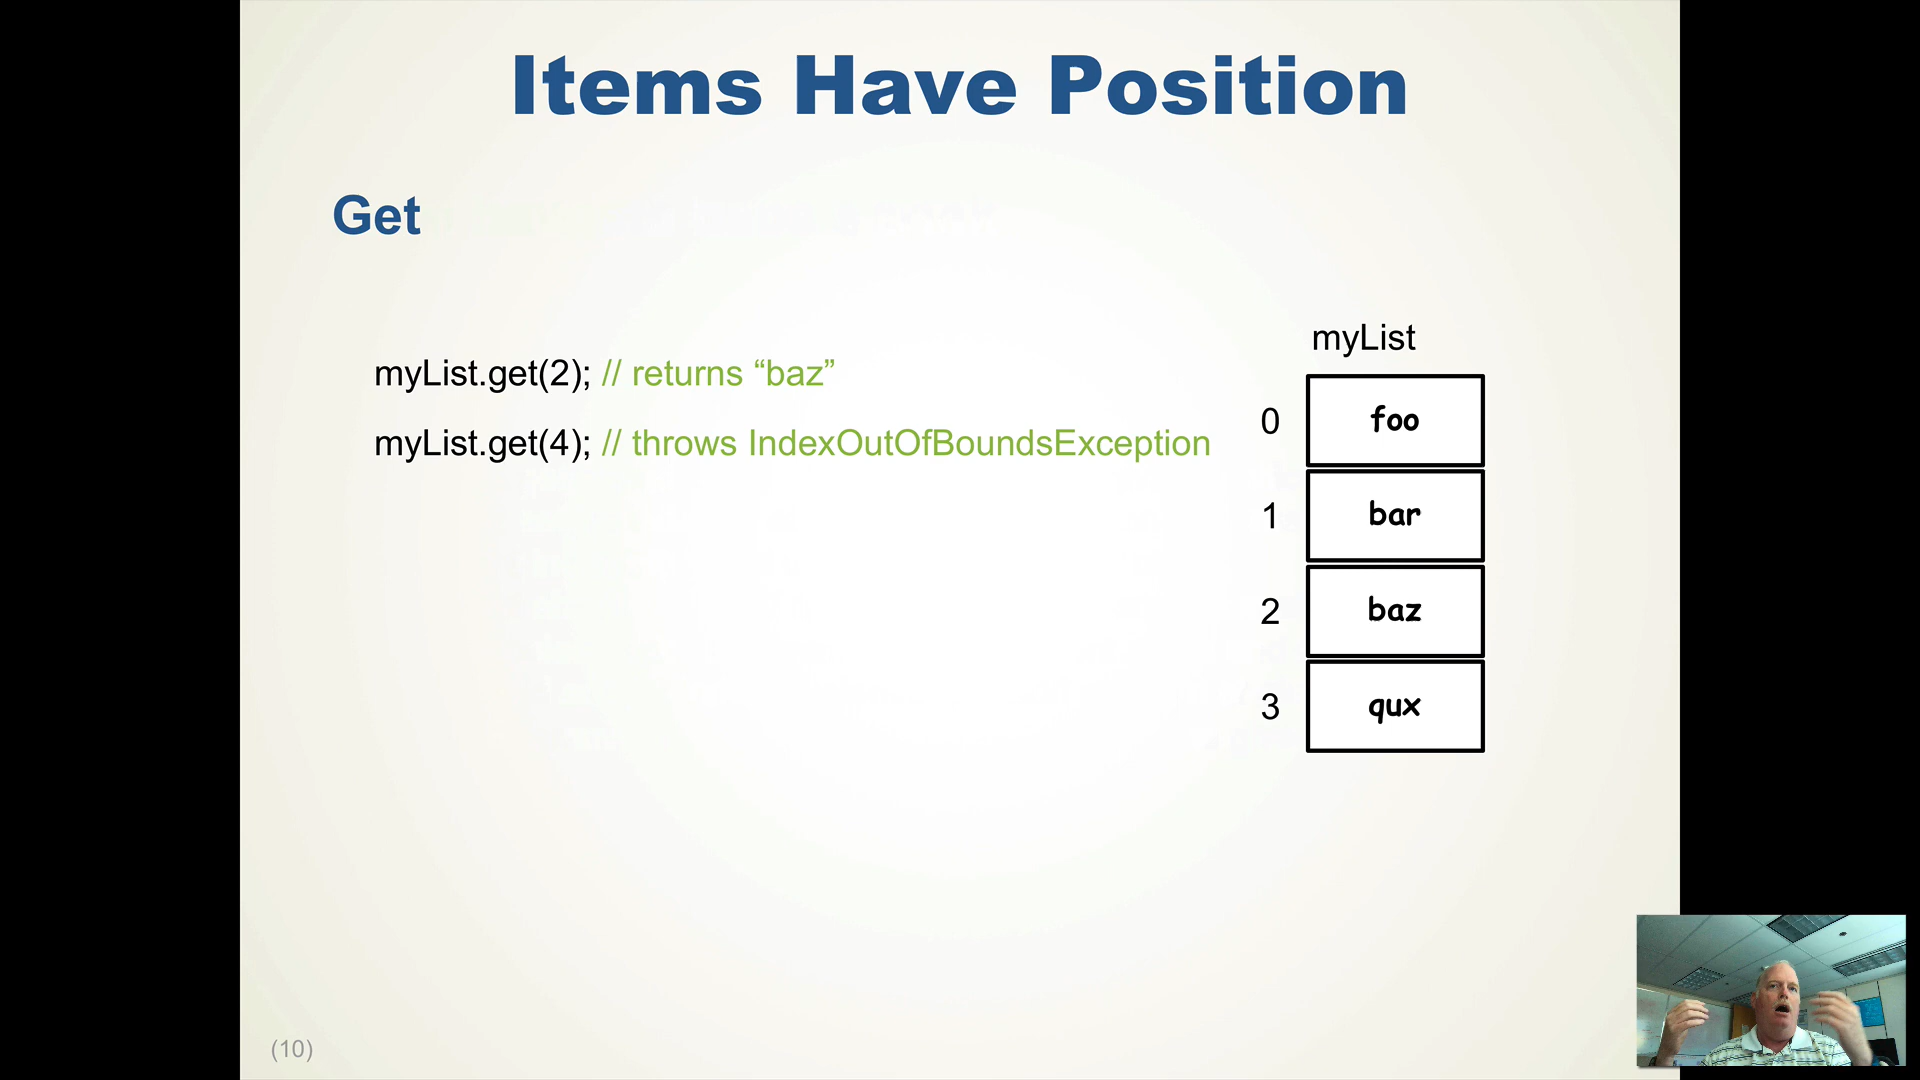 Items Have Position
Get
myList
myList.get(2); // returns “baz”
myList.get(4); // throws IndexOutOfBoundsException
0 foo
1 bar
2 baz
3 qux
(10)